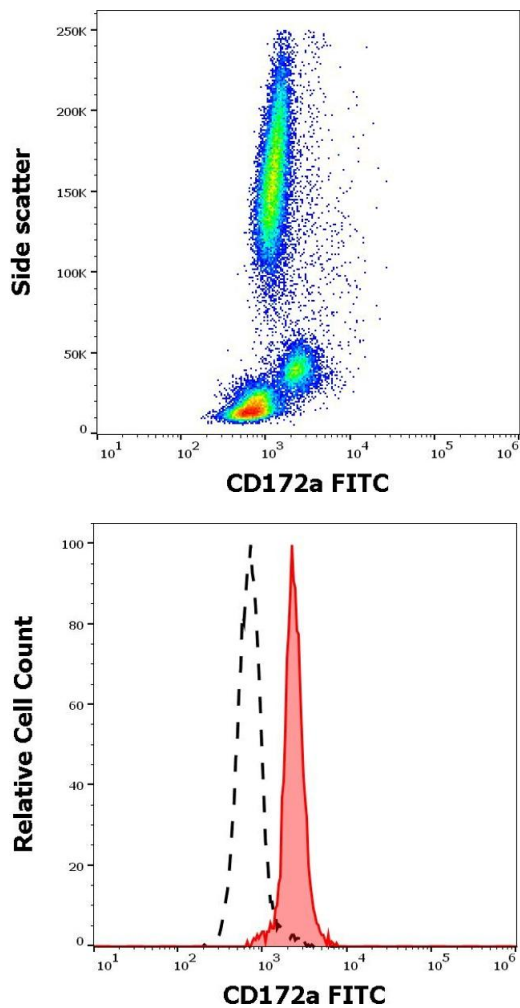 250K
200K
150K
100K
50K
0
10¹ 10² 10³ 10⁴ 10⁵ 10⁶
Side scatter
CD172a FITC
100
80
60
40
20
0
10¹ 10² 10³ 10⁴ 10⁵ 10⁶
Relative Cell Count
CD172a FITC